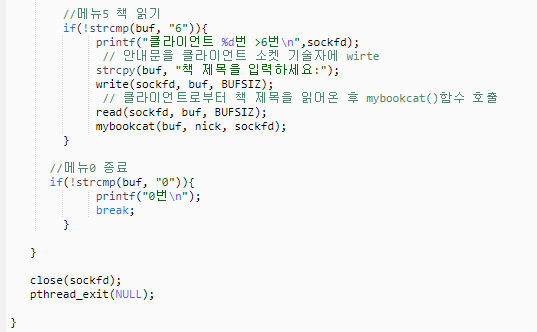 //메뉴5 책 읽기
if(!strcmp(buf, "6")){
printf("클라이언트 %d번 >6번\n",sockfd);
// 안내문을 클라이언트 소켓 기술자에 wirte
strcpy(buf, "책 제목을 입력하세요:");
write(sockfd, buf, BUFSIZ);
// 클라이언트로부터 책 제목을 읽어온 후 mybookcat()함수 호출
read(sockfd, buf, BUFSIZ);
mybookcat(buf, nick, sockfd);
}
//메뉴0 종료
if(!strcmp(buf, "0")){
printf("0번\n");
break;
}
}
close(sockfd);
pthread_exit(NULL);
}